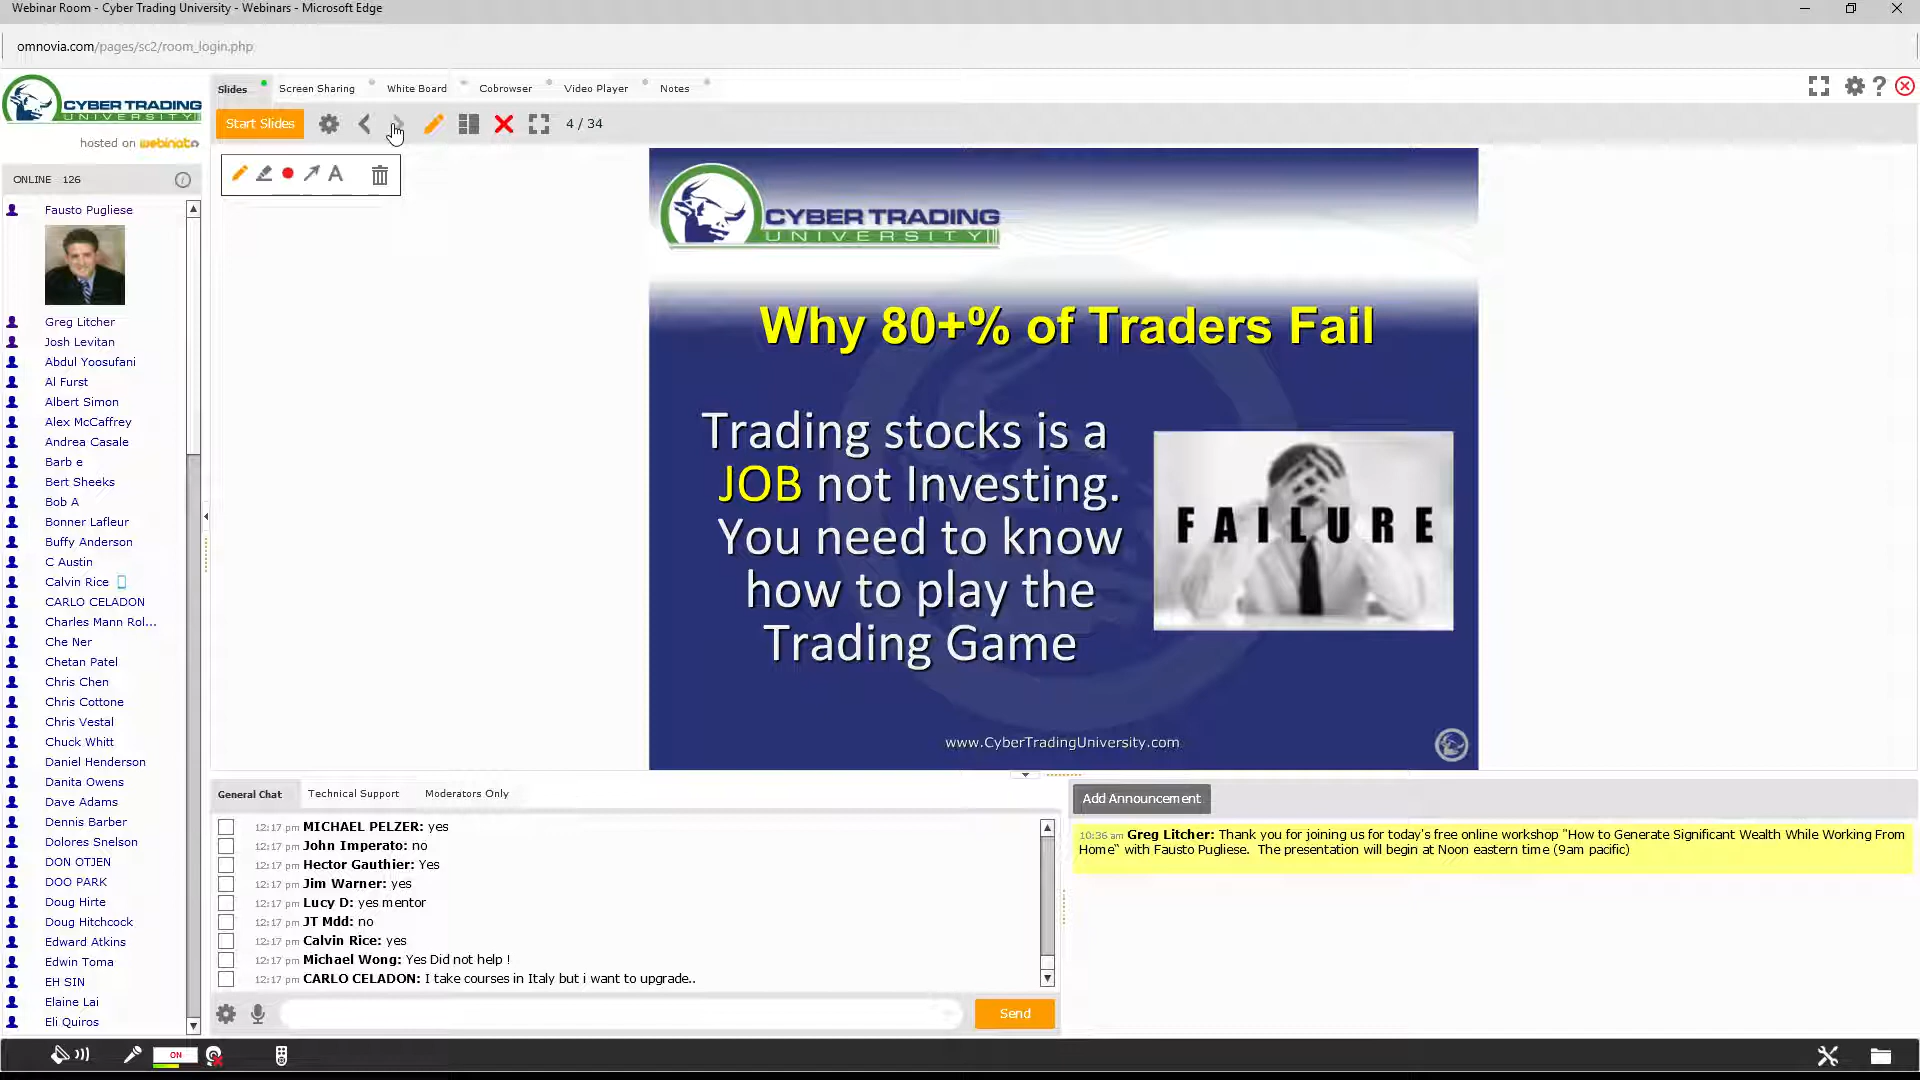 Webinar Room - Cyber Trading University - Webinars - Microsoft Edge
omnovia.com/pages/sc2/room_login.php
CYBER TRADING
UNIVERSITY
hosted on webinato
Slides
Screen Sharing
White Board
Cobrowser
Video Player
Notes
Start Slides
4 / 34
ONLINE 126
Fausto Pugliese
Greg Litcher
Josh Levitan
Abdul Yoosufani
Al Furst
Albert Simon
Alex McCaffrey
Andrea Casale
Barb e
Bert Sheeks
Bob A
Bonner Lafleur
Buffy Anderson
C Austin
Calvin Rice
CARLO CELADON
Charles Mann Rol...
Che Ner
Chetan Patel
Chris Chen
Chris Cottone
Chris Vestal
Chuck Whitt
Daniel Henderson
Danita Owens
Dave Adams
Dennis Barber
Dolores Snelson
DON OTJEN
DOO PARK
Doug Hirte
Doug Hitchcock
Edward Atkins
Edwin Toma
EH SIN
Elaine Lai
Eli Quiros
A
CYBER TRADING
UNIVERSITY
Why 80+% of Traders Fail
Trading stocks is a
JOB not Investing.
You need to know
how to play the
Trading Game
FAILURE
www.CyberTradingUniversity.com
General Chat
Technical Support
Moderators Only
12:17 pm MICHAEL PELZER: yes
12:17 pm John Imperato: no
12:17 pm Hector Gauthier: Yes
12:17 pm Jim Warner: yes
12:17 pm Lucy D: yes mentor
12:17 pm JT Mdd: no
12:17 pm Calvin Rice: yes
12:17 pm Michael Wong: Yes Did not help !
12:17 pm CARLO CELADON: I take courses in Italy but i want to upgrade..
Send
Add Announcement
10:36 am Greg Litcher: Thank you for joining us for today's free online workshop "How to Generate Significant Wealth While Working From
Home" with Fausto Pugliese. The presentation will begin at Noon eastern time (9am pacific)
ON